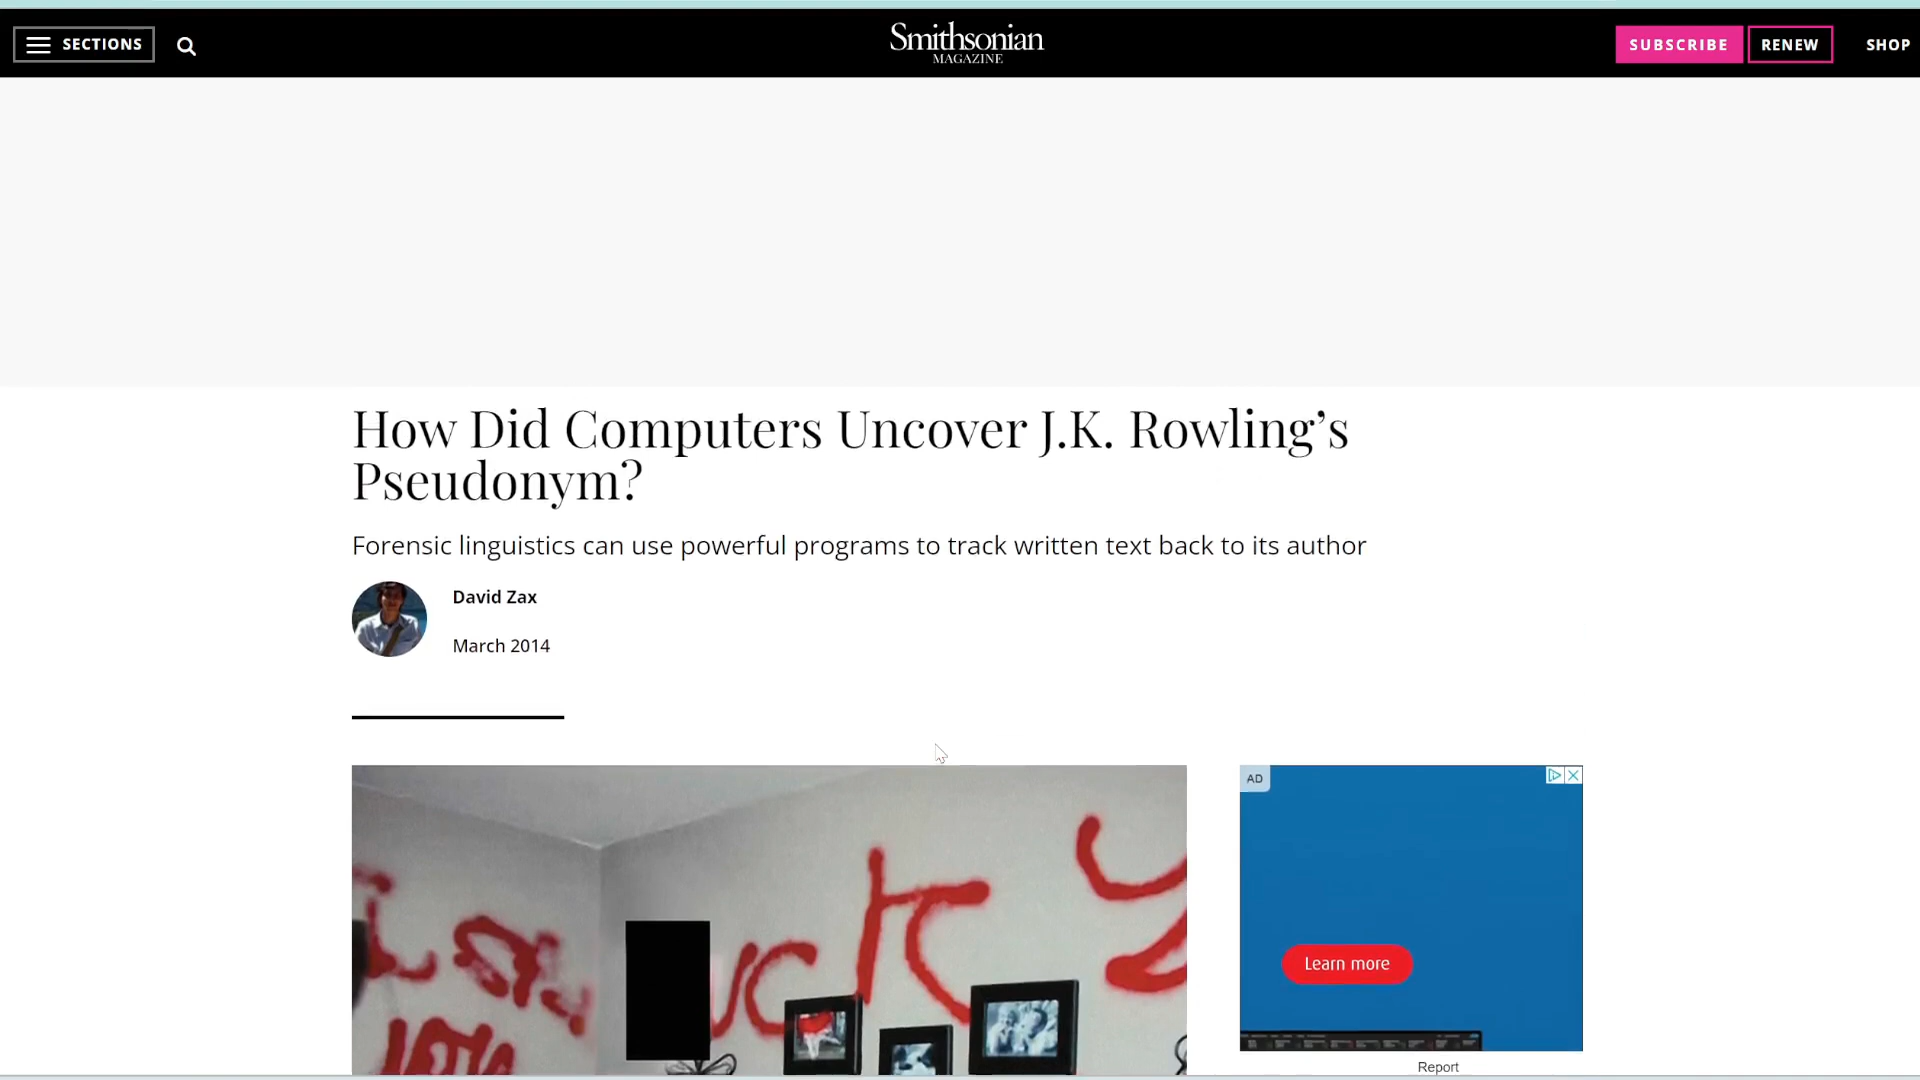 SECTIONS
Smithsonian
MAGAZINE
SUBSCRIBE
RENEW
SHOP
How Did Computers Uncover J.K. Rowling’s
Pseudonym?
Forensic linguistics can use powerful programs to track written text back to its author
David Zax
March 2014
AD
Learn more
Report